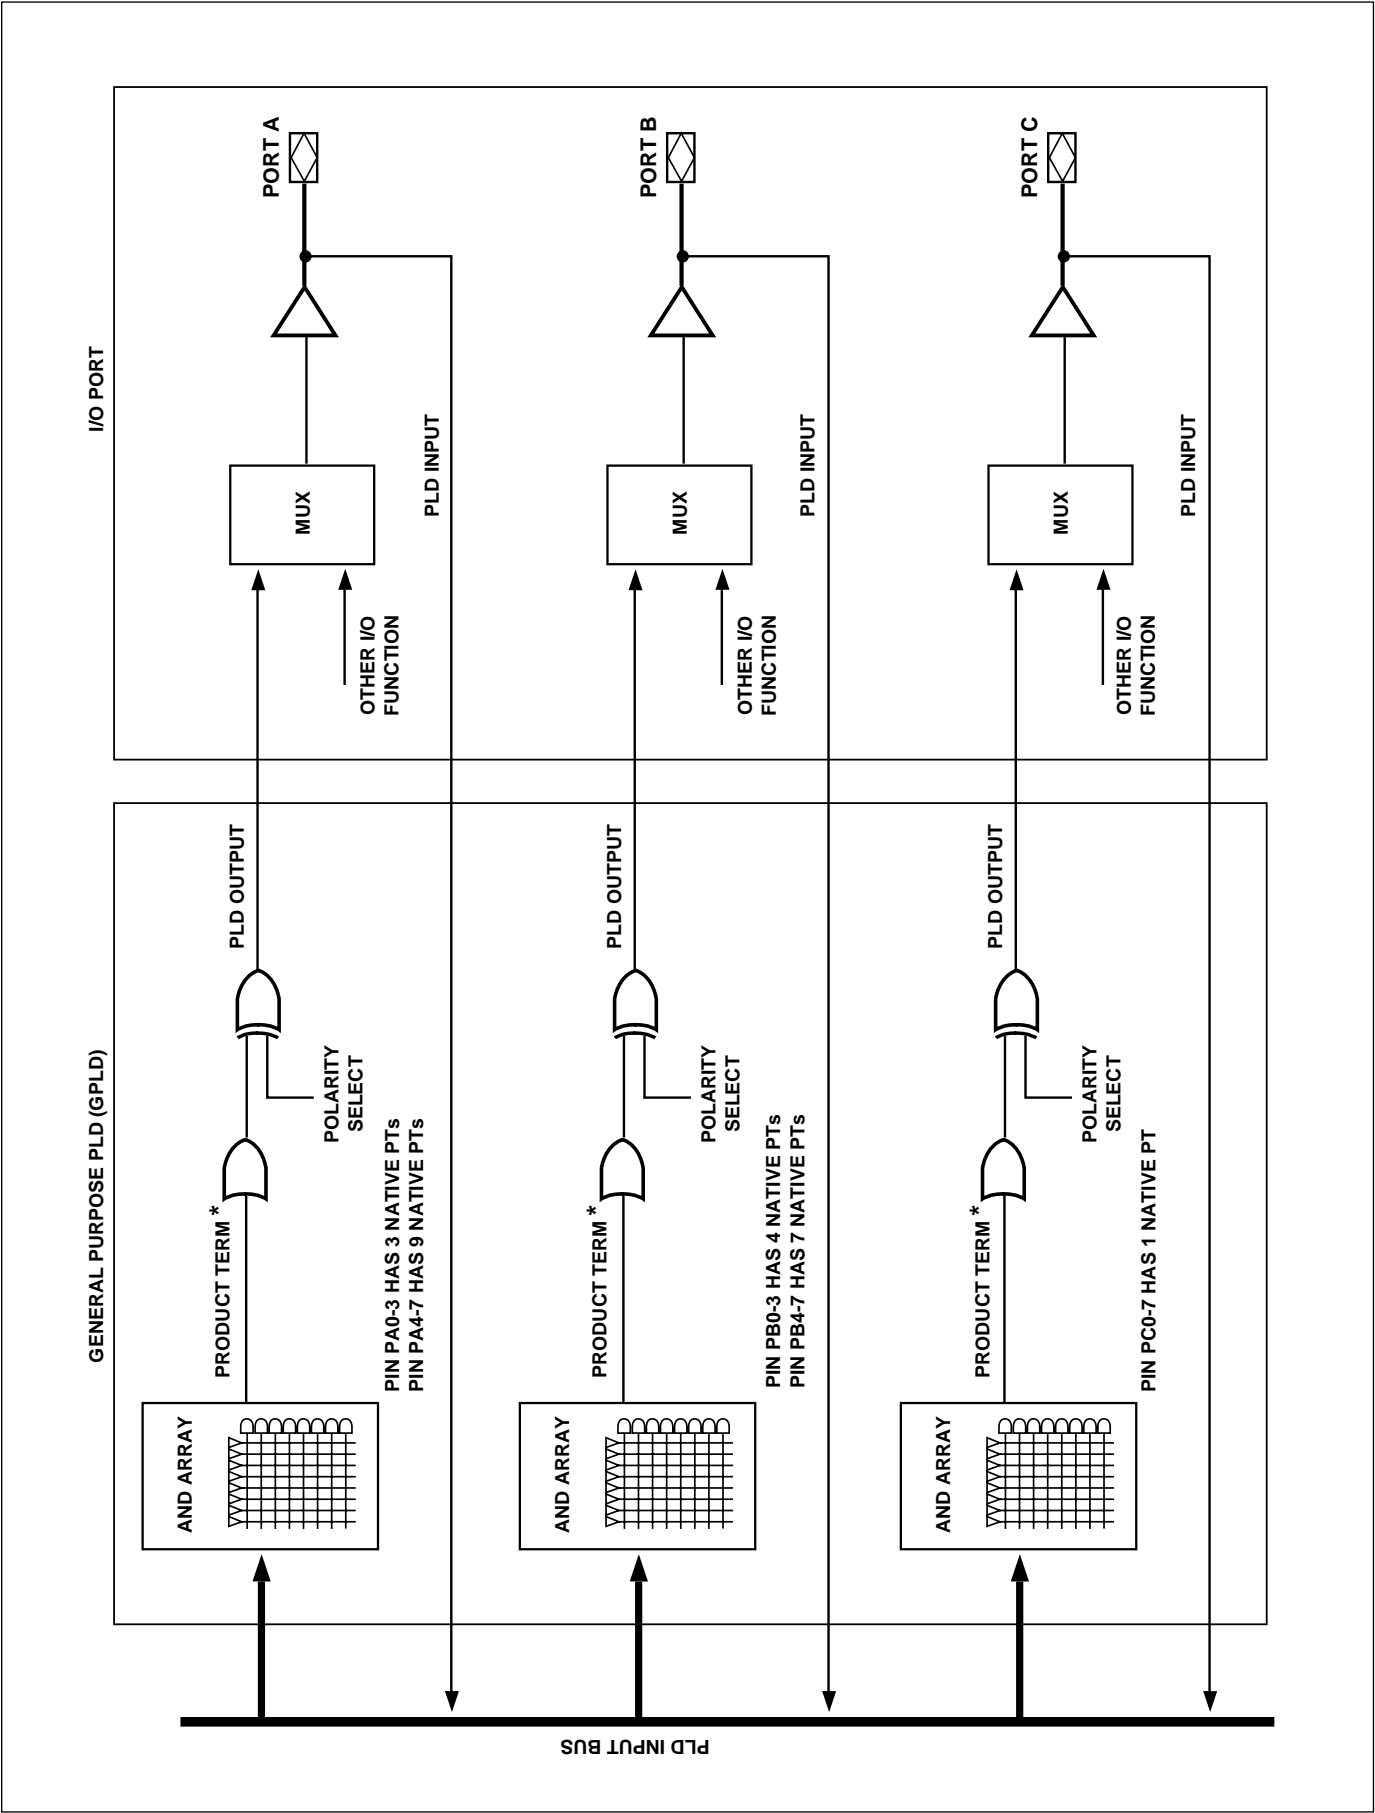 GENERAL PURPOSE PLD (GPLD)
I/O PORT
AND ARRAY
PRODUCT TERM *
POLARITY
SELECT
PIN PA0-3 HAS 3 NATIVE PTs
PIN PA4-7 HAS 9 NATIVE PTs
PLD OUTPUT
OTHER I/O
FUNCTION
MUX
PLD INPUT
PORT A
AND ARRAY
PRODUCT TERM *
POLARITY
SELECT
PIN PB0-3 HAS 4 NATIVE PTs
PIN PB4-7 HAS 7 NATIVE PTs
PLD OUTPUT
OTHER I/O
FUNCTION
MUX
PLD INPUT
PORT B
AND ARRAY
PRODUCT TERM *
POLARITY
SELECT
PIN PC0-7 HAS 1 NATIVE PT
PLD OUTPUT
OTHER I/O
FUNCTION
MUX
PLD INPUT
PORT C
PLD INPUT BUS